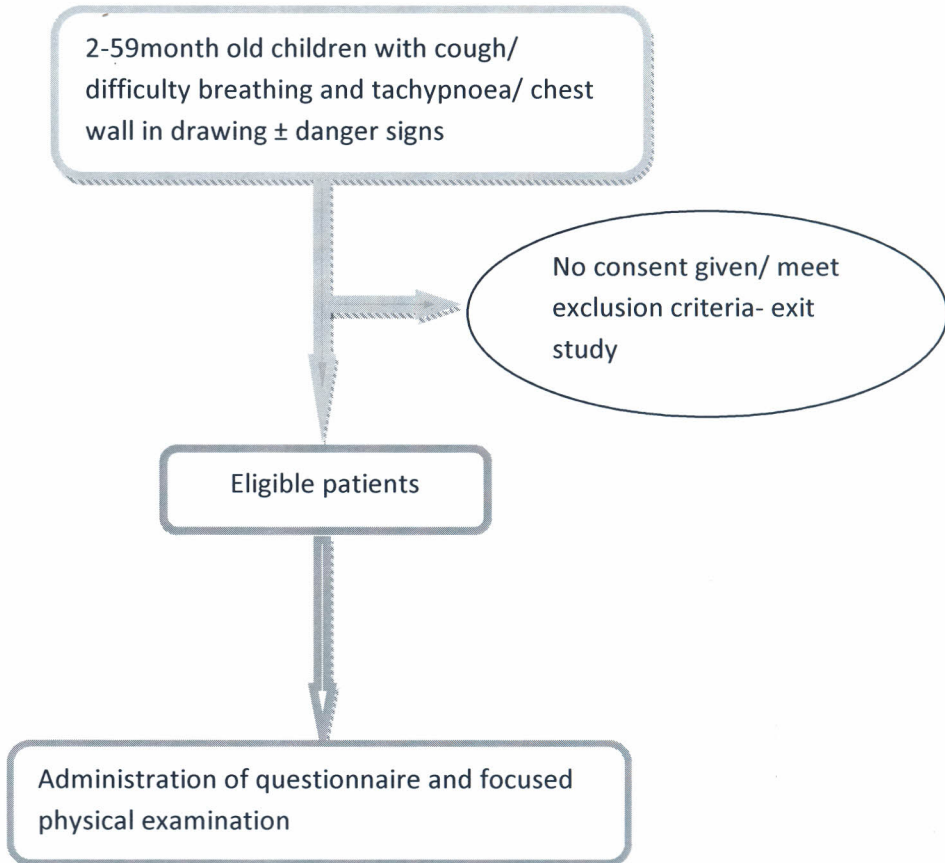 2-59month old children with cough/
difficulty breathing and tachypnoea/ chest
wall in drawing ± danger signs
No consent given/ meet
exclusion criteria- exit
study
Eligible patients
Administration of questionnaire and focused
physical examination